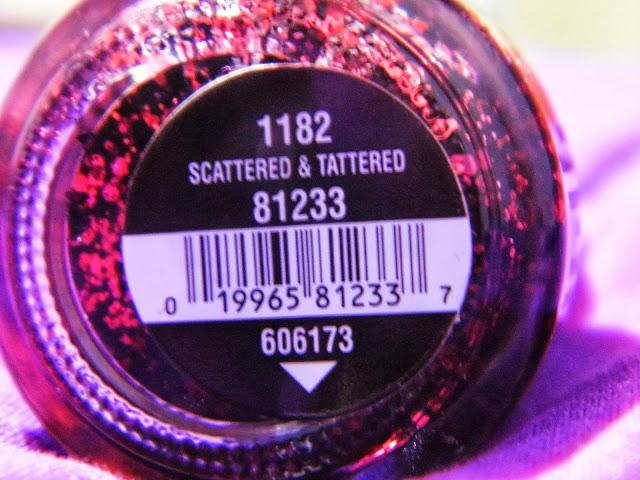 1182
SCATTERED & TATTERED
81233
0 19965 81233 7
606173